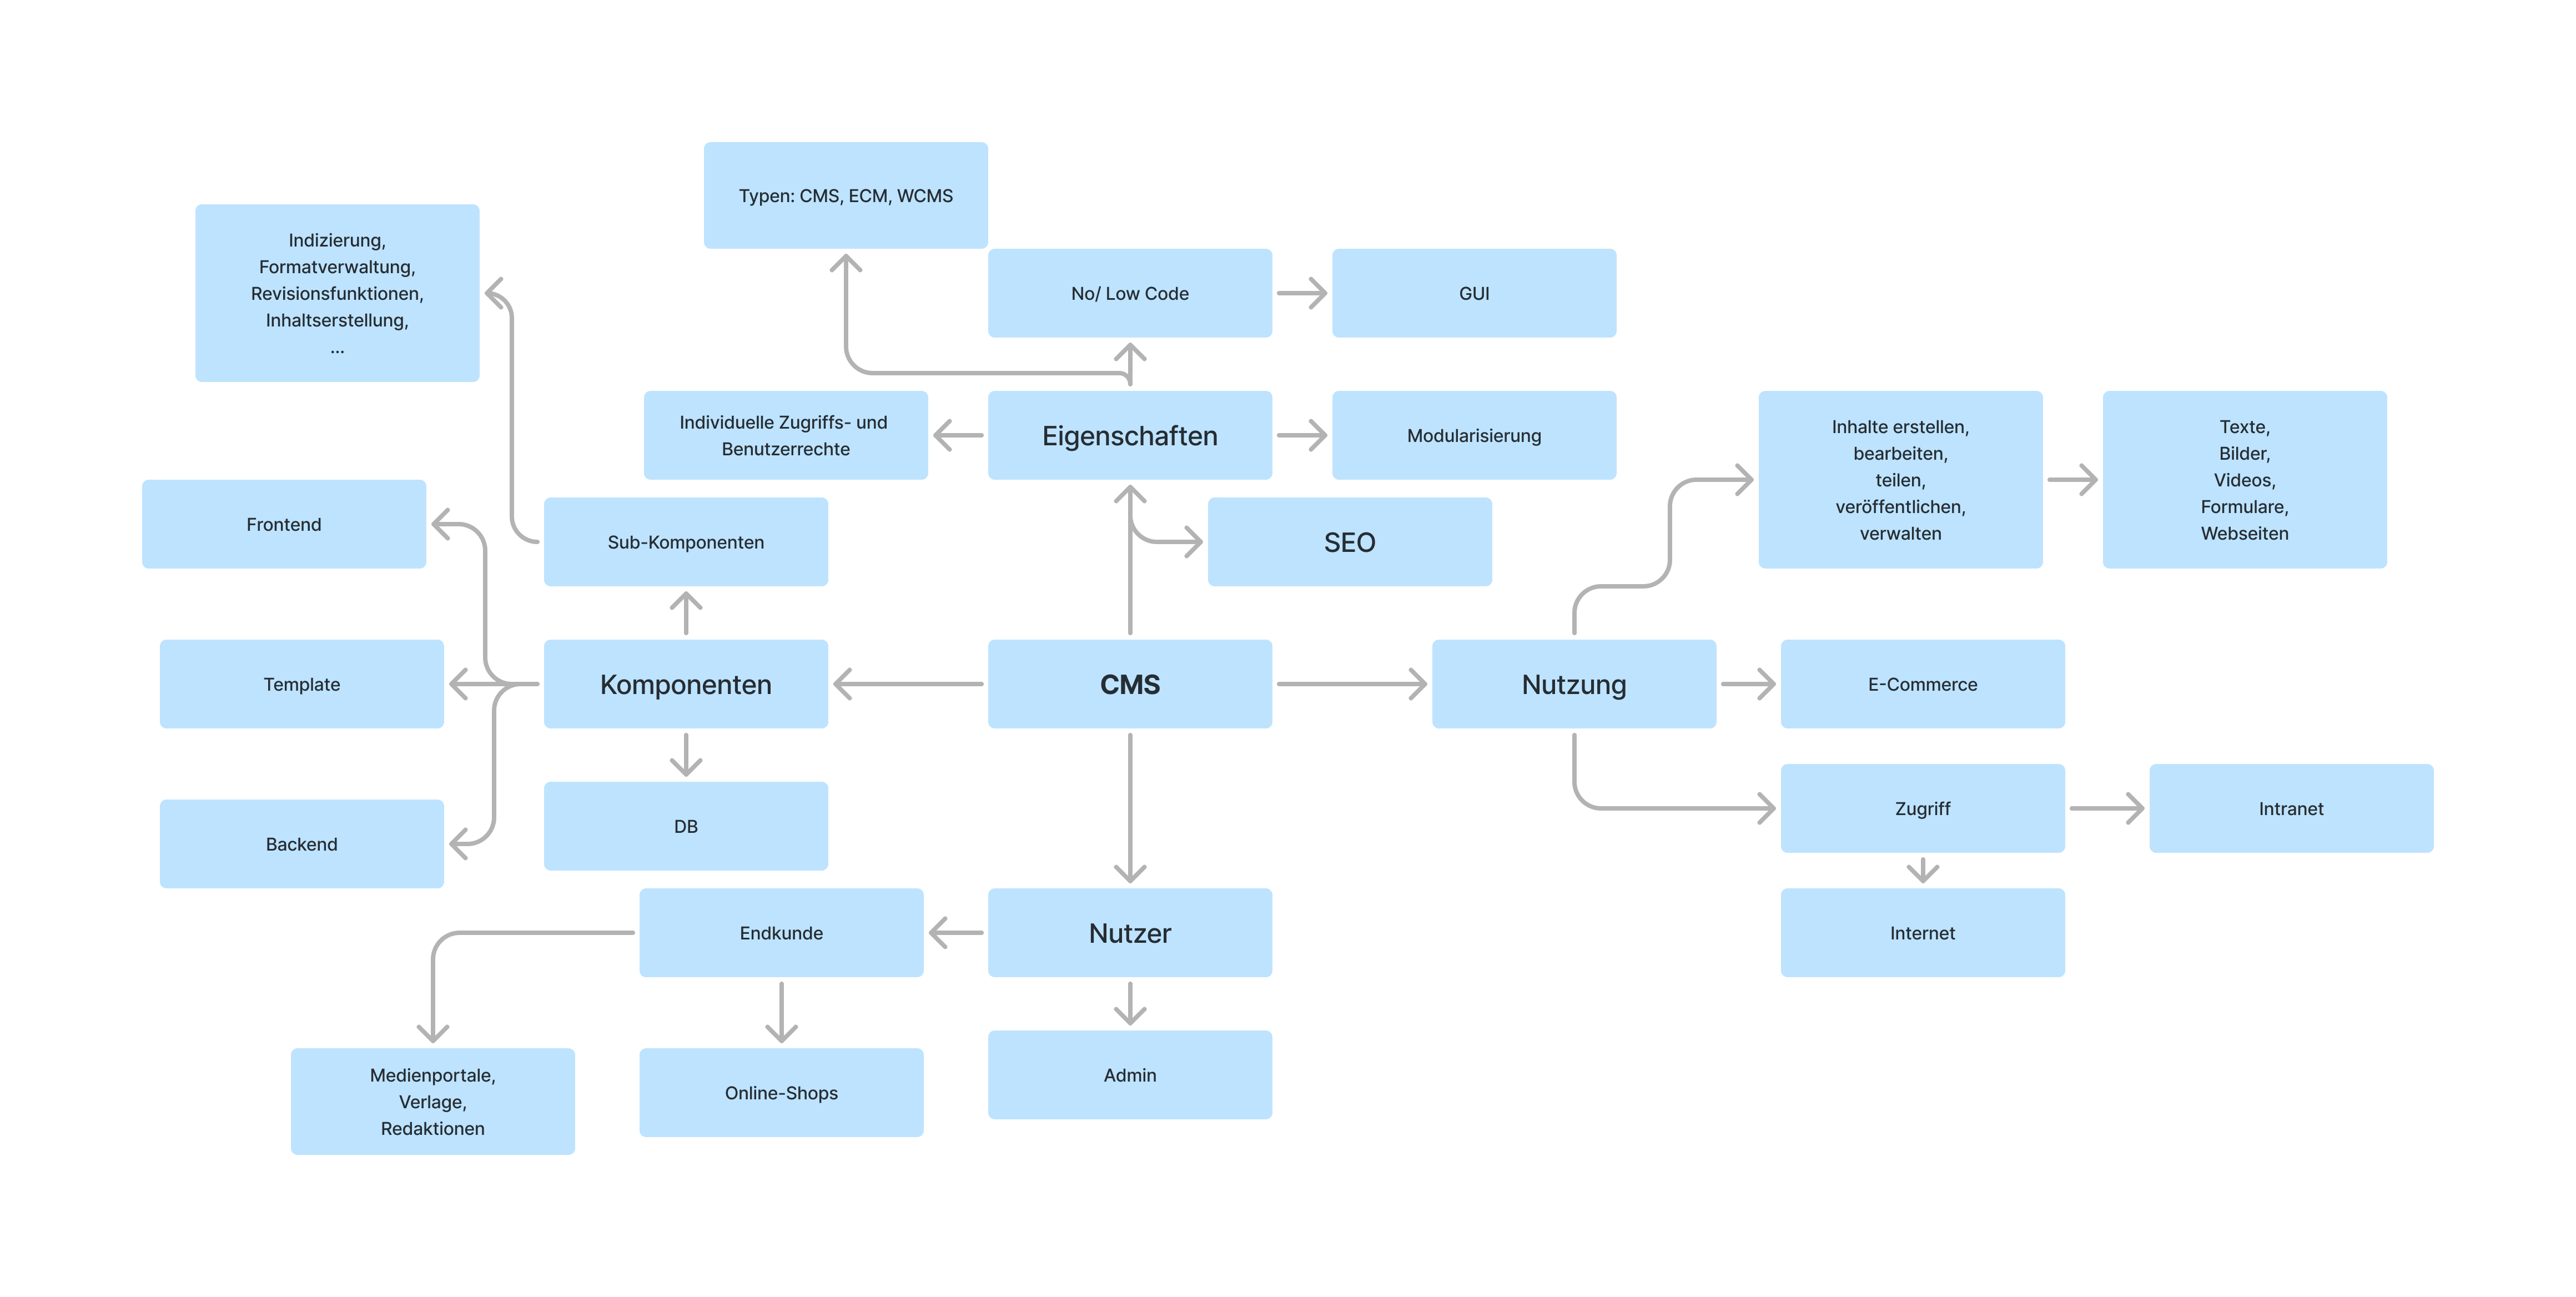 Typen: CMS, ECM, WCMS
Indizierung,
Formatverwaltung,
Revisionsfunktionen,
Inhaltserstellung,
...
No/ Low Code
GUI
Individuelle Zugriffs- und
Benutzerrechte
Eigenschaften
Modularisierung
Inhalte erstellen,
bearbeiten,
teilen,
veröffentlichen,
verwalten
Texte,
Bilder,
Videos,
Formulare,
Webseiten
Frontend
Sub-Komponenten
SEO
Template
Komponenten
CMS
Nutzung
E-Commerce
Backend
DB
Zugriff
Intranet
Endkunde
Nutzer
Internet
Medienportale,
Verlage,
Redaktionen
Online-Shops
Admin